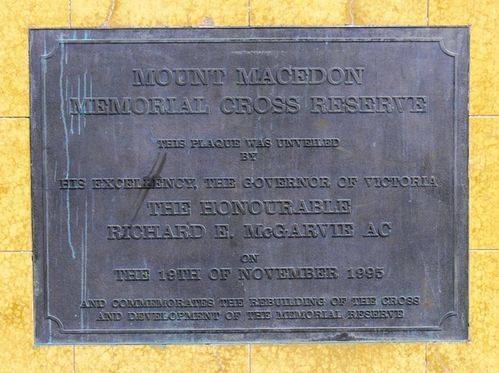 MOUNT MACEDON
MEMORIAL CROSS RESERVE
THIS PLAQUE WAS UNVEILED
BY
HIS EXCELLENCY, THE GOVERNOR OF VICTORIA
THE HONOURABLE
RICHARD E. McGARVIE AC
ON
THE 19TH OF NOVEMBER 1995
AND COMMEMORATES THE REBUILDING OF THE CROSS
AND DEVELOPMENT OF THE MEMORIAL RESERVE